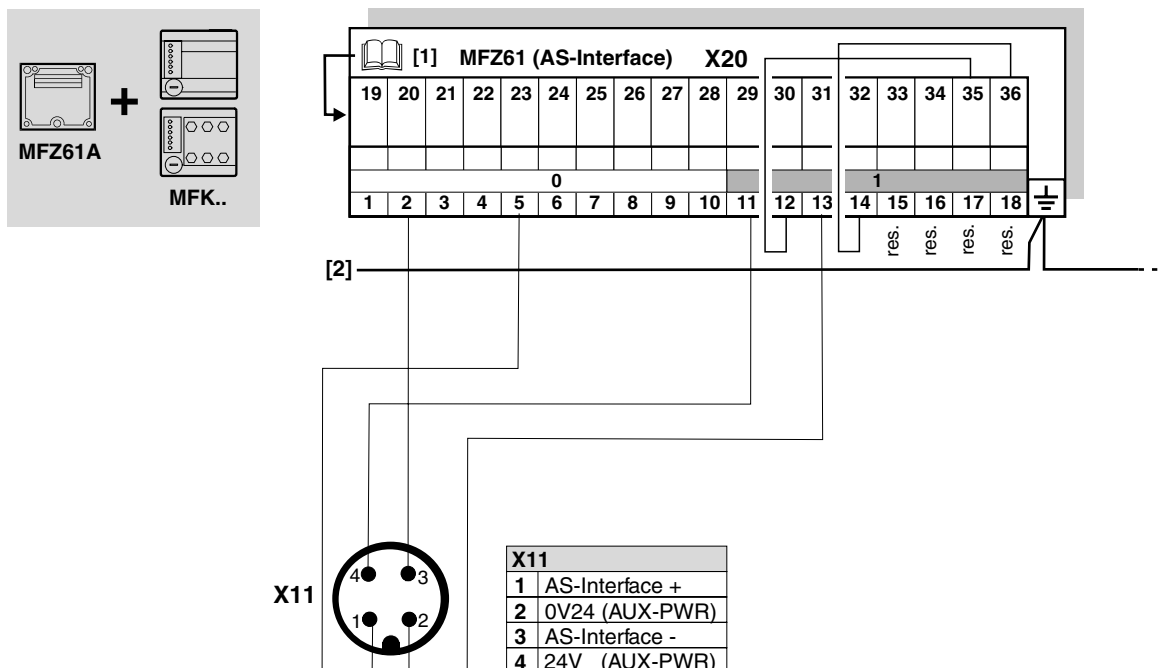 MFZ61A
+
MFK..
[1] MFZ61 (AS-Interface) X20
19 20 21 22 23 24 25 26 27 28 29 30 31 32 33 34 35 36
0 1
1 2 3 4 5 6 7 8 9 10 11 12 13 14 15 16 17 18
res. res. res. res.
[2]
X11
4 3
1 2
X11
1 AS-Interface +
2 0V24 (AUX-PWR)
3 AS-Interface -
4 24V (AUX-PWR)